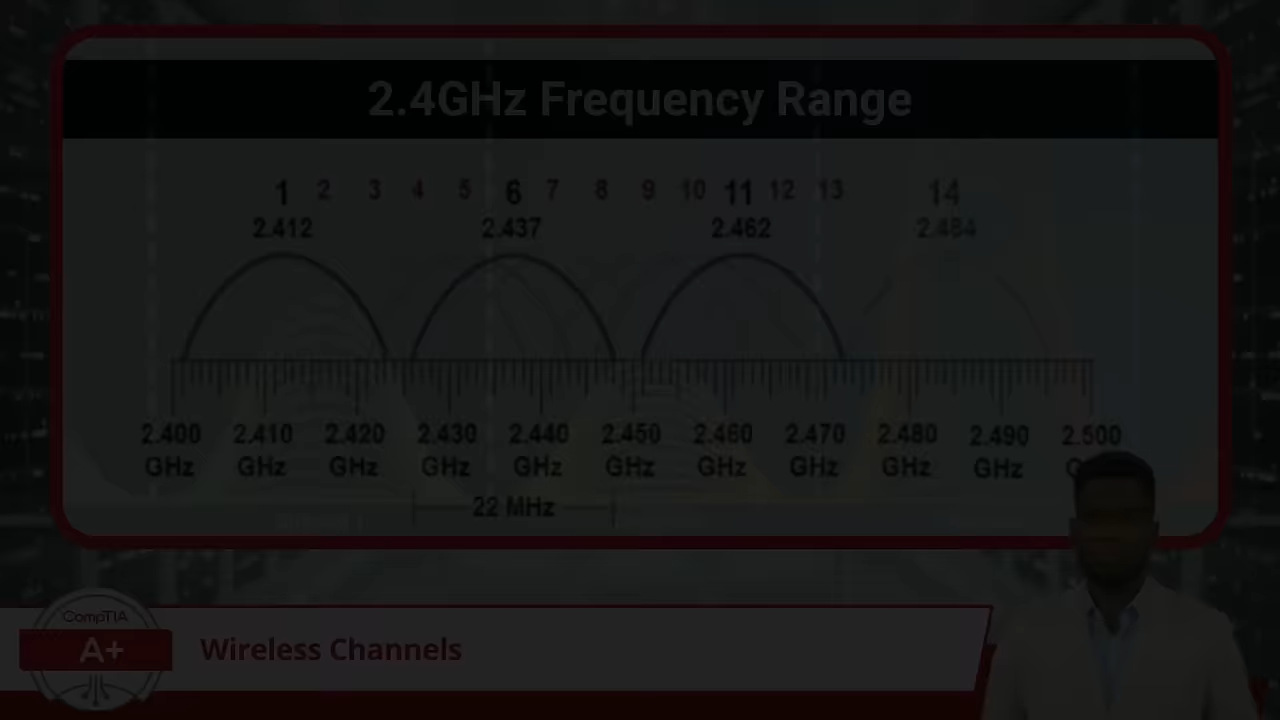 2.4GHz Frequency Range
1 2 3 4 5 6 7 8 9 10 11 12 13 14
2.412 2.437 2.462 2.484
2.400 2.410 2.420 2.430 2.440 2.450 2.460 2.470 2.480 2.490 2.500
GHz GHz GHz GHz GHz GHz GHz GHz GHz GHz
22 MHz
CompTIA
A+
Wireless Channels